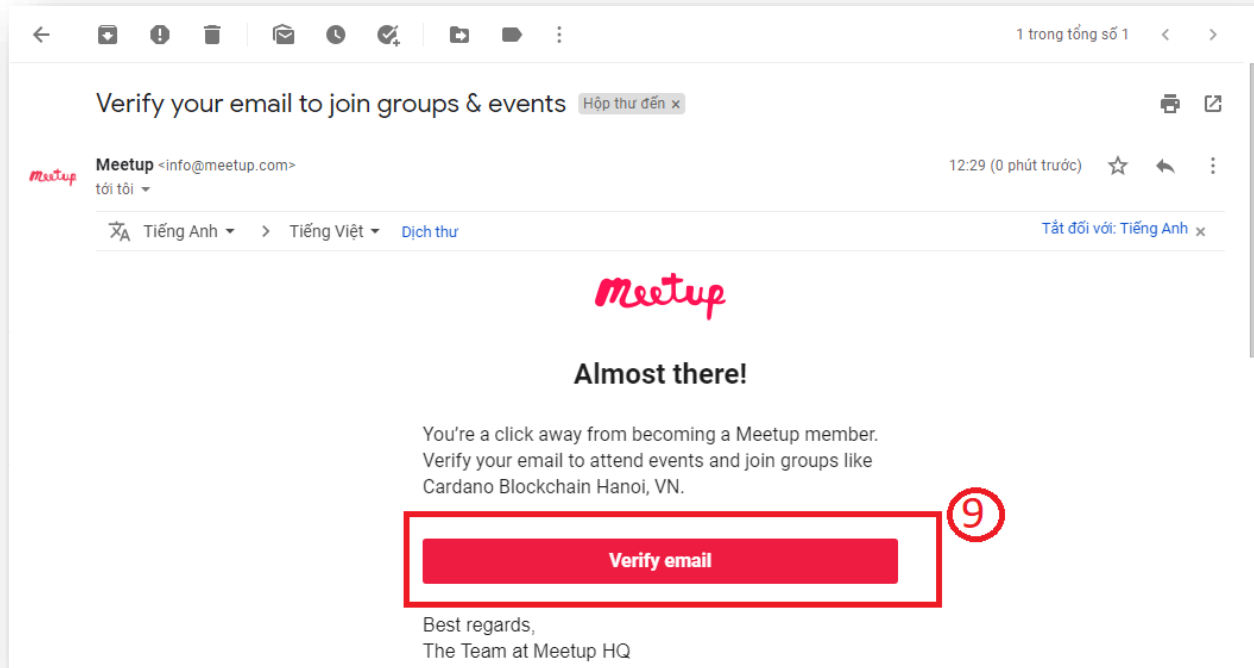 1 trong tổng số 1
Verify your email to join groups & events Hộp thư đến ×
meetup Meetup <info@meetup.com> 12:29 (0 phút trước)
tới tôi
Tiếng Anh > Tiếng Việt Dịch thư Tắt đối với: Tiếng Anh ×
meetup
Almost there!
You’re a click away from becoming a Meetup member.
Verify your email to attend events and join groups like
Cardano Blockchain Hanoi, VN.
9
Verify email
Best regards,
The Team at Meetup HQ